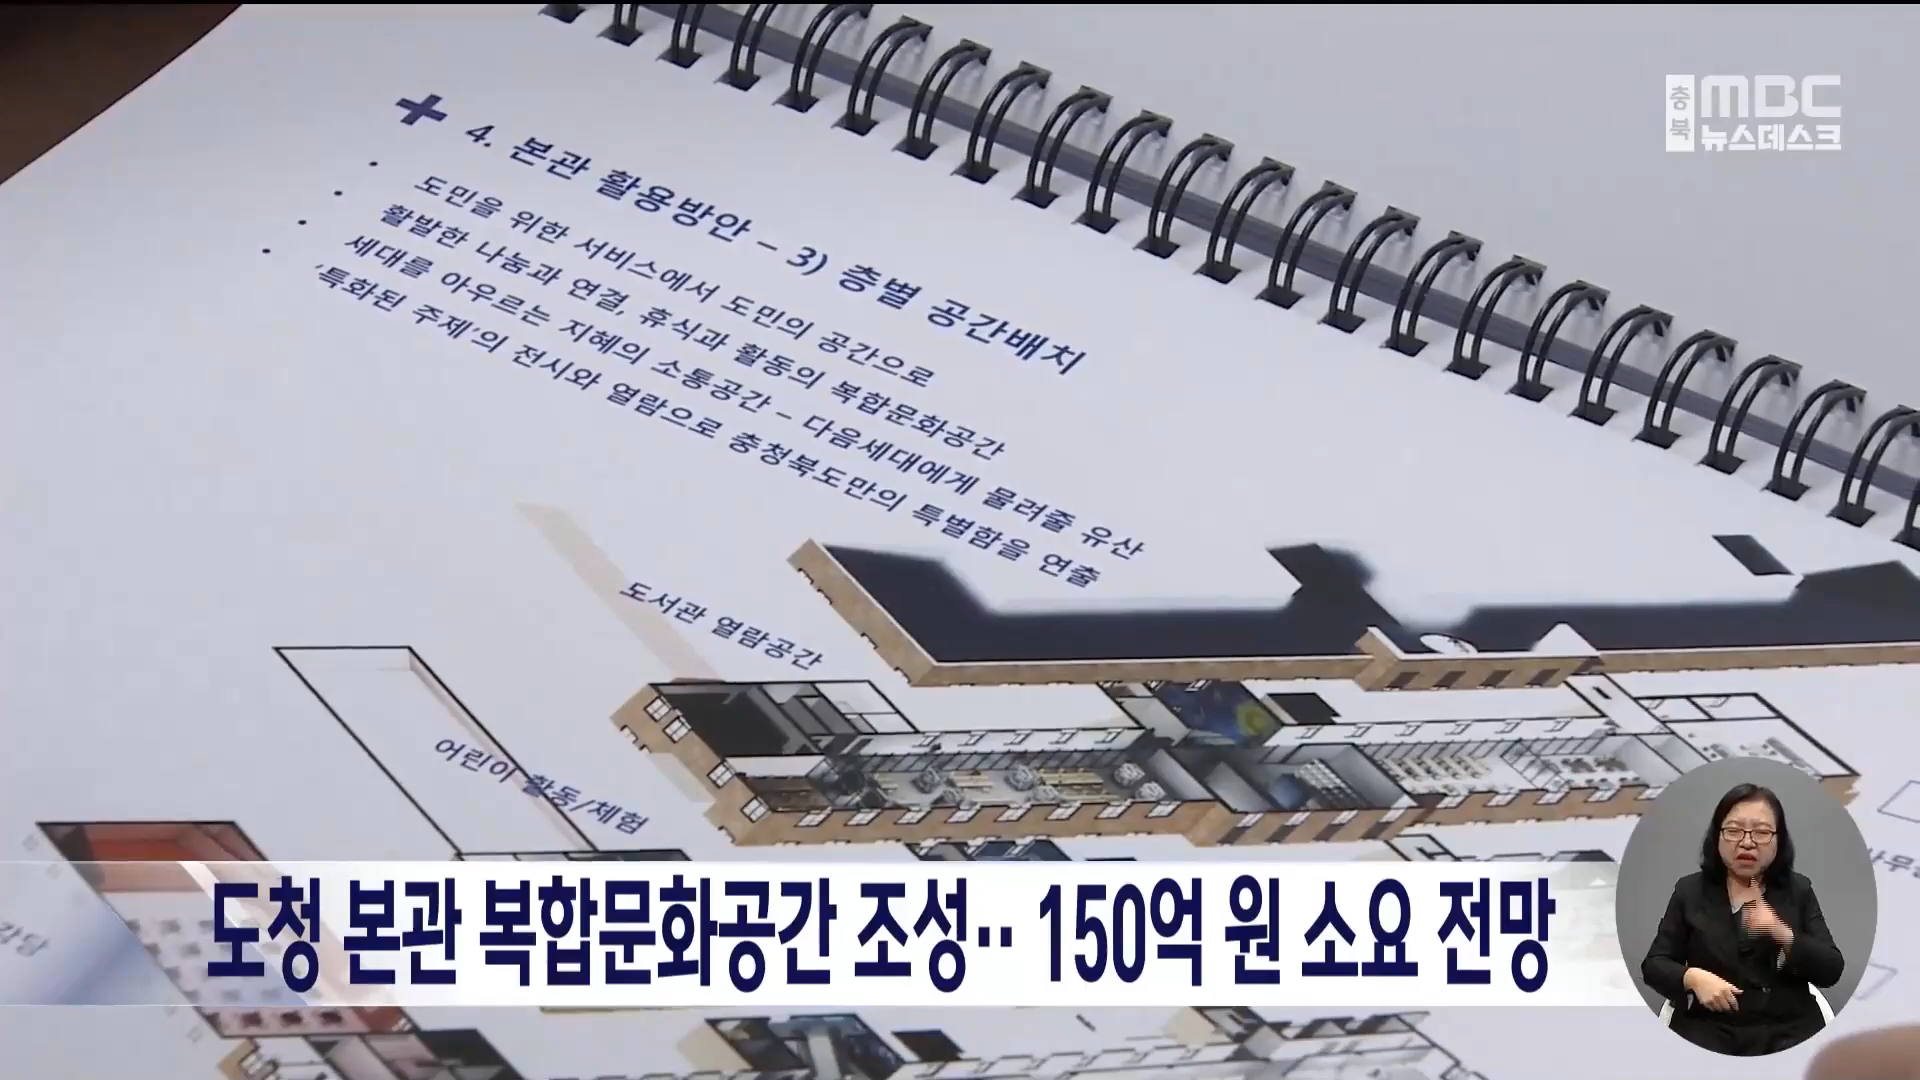 충북
MBC
뉴스데스크
4. 본관 활용방안 - 3) 층별 공간배치
도민을 위한 서비스에서 도민의 공간으로
활발한 나눔과 연결, 휴식과 활동의 복합문화공간
세대를 아우르는 지혜의 소통공간 - 다음세대에게 물려줄 유산
'특화된 주제'의 전시와 열람으로 충청북도만의 특별함을 연출
도서관 열람공간
어린이 활동/체험
도청 본관 복합문화공간 조성‥ 150억 원 소요 전망